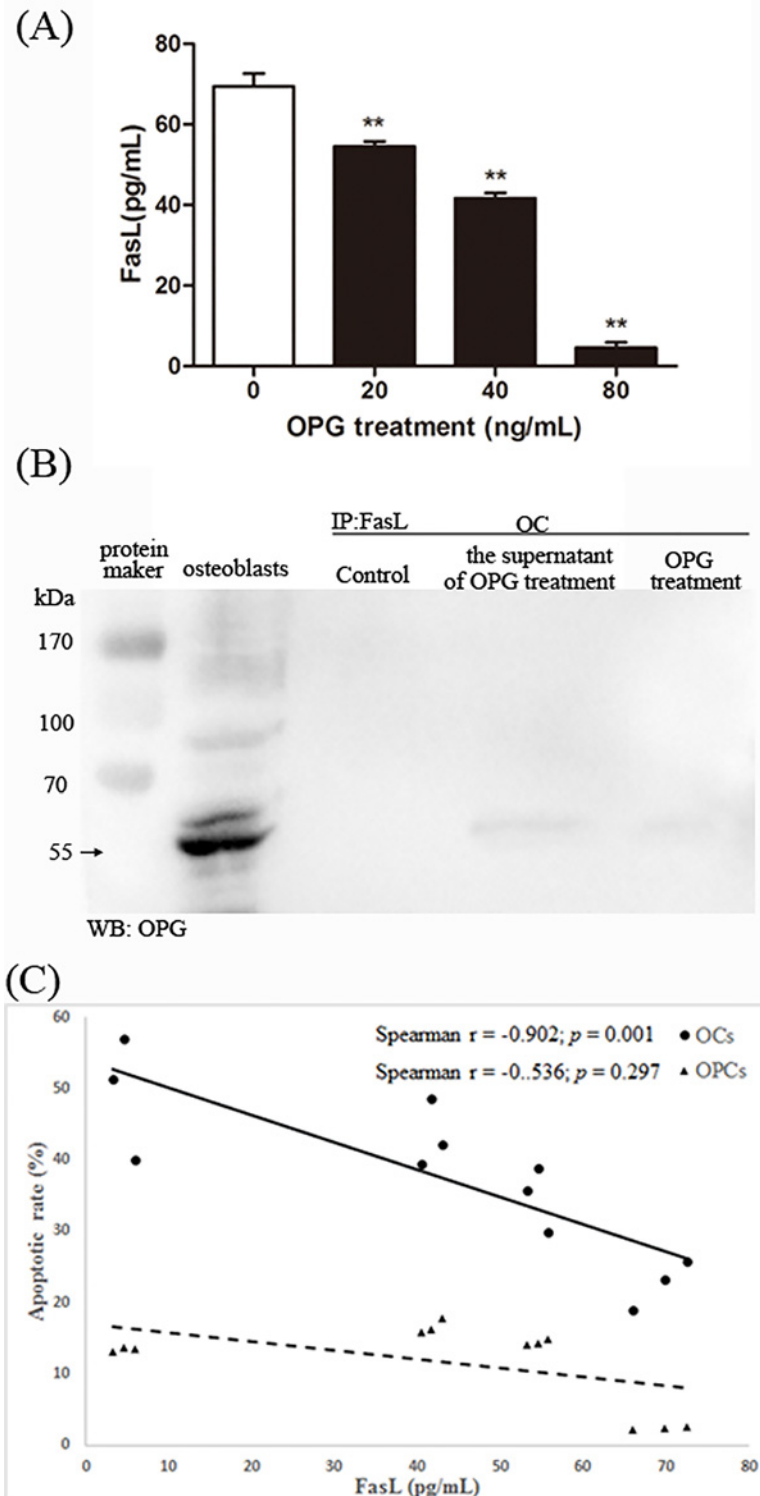 (A)
80
60
40
20
0
FasL(pg/mL)
**
**
**
0 20 40 80
OPG treatment (ng/mL)
(B)
IP:FasL OC
protein
maker
osteoblasts
Control
the supernatant
of OPG treatment
OPG
treatment
kDa
170
100
70
55
WB: OPG
(C)
60
50
40
30
20
10
0
Apoptotic rate (%)
Spearman r = -0.902; p = 0.001 ● OCs
Spearman r = -0..536; p = 0.297 ▲ OPCs
0 10 20 30 40 50 60 70 80
FasL (pg/mL)